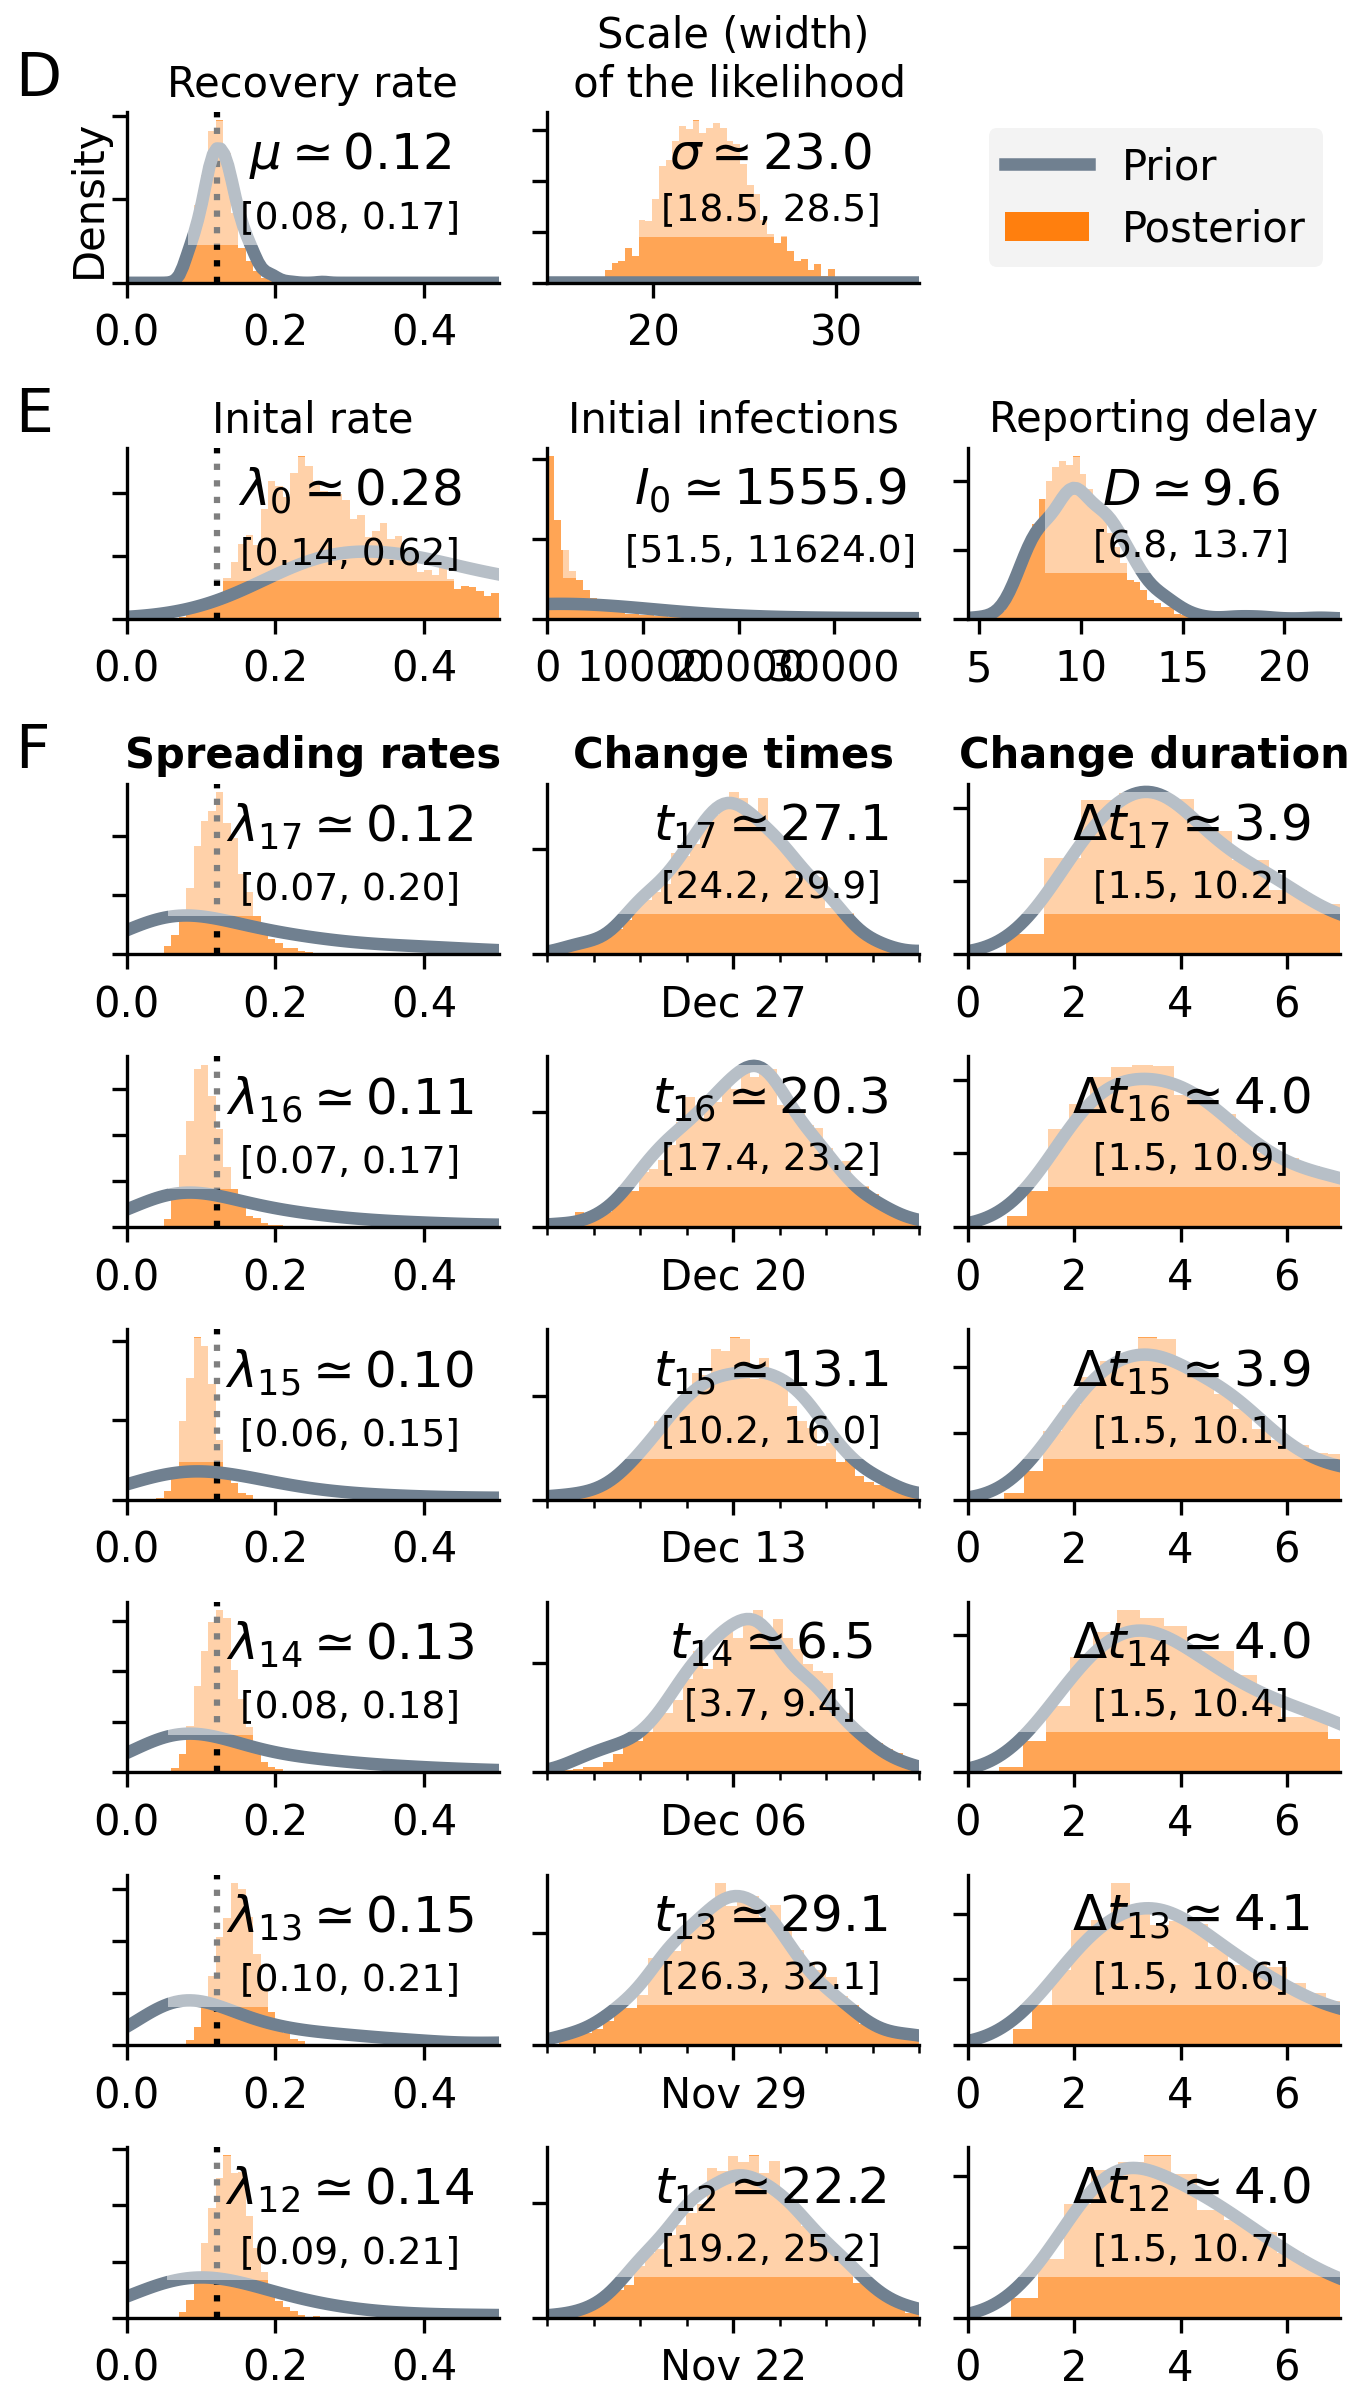 D
Recovery rate
Scale (width)
of the likelihood
Density
μ ≃ 0.12
[0.08, 0.17]
σ ≃ 23.0
[18.5, 28.5]
Prior
Posterior
0.0 0.2 0.4
20 30
E
Inital rate
Initial infections
Reporting delay
λ0 ≃ 0.28
[0.14, 0.62]
I0 ≃ 1555.9
[51.5, 11624.0]
D ≃ 9.6
[6.8, 13.7]
0.0 0.2 0.4
0 10000 20000 30000
5 10 15 20
F
Spreading rates
Change times
Change duration
λ17 ≃ 0.12
[0.07, 0.20]
t17 ≃ 27.1
[24.2, 29.9]
Δt17 ≃ 3.9
[1.5, 10.2]
0.0 0.2 0.4
Dec 27
0 2 4 6
λ16 ≃ 0.11
[0.07, 0.17]
t16 ≃ 20.3
[17.4, 23.2]
Δt16 ≃ 4.0
[1.5, 10.9]
0.0 0.2 0.4
Dec 20
0 2 4 6
λ15 ≃ 0.10
[0.06, 0.15]
t15 ≃ 13.1
[10.2, 16.0]
Δt15 ≃ 3.9
[1.5, 10.1]
0.0 0.2 0.4
Dec 13
0 2 4 6
λ14 ≃ 0.13
[0.08, 0.18]
t14 ≃ 6.5
[3.7, 9.4]
Δt14 ≃ 4.0
[1.5, 10.4]
0.0 0.2 0.4
Dec 06
0 2 4 6
λ13 ≃ 0.15
[0.10, 0.21]
t13 ≃ 29.1
[26.3, 32.1]
Δt13 ≃ 4.1
[1.5, 10.6]
0.0 0.2 0.4
Nov 29
0 2 4 6
λ12 ≃ 0.14
[0.09, 0.21]
t12 ≃ 22.2
[19.2, 25.2]
Δt12 ≃ 4.0
[1.5, 10.7]
0.0 0.2 0.4
Nov 22
0 2 4 6